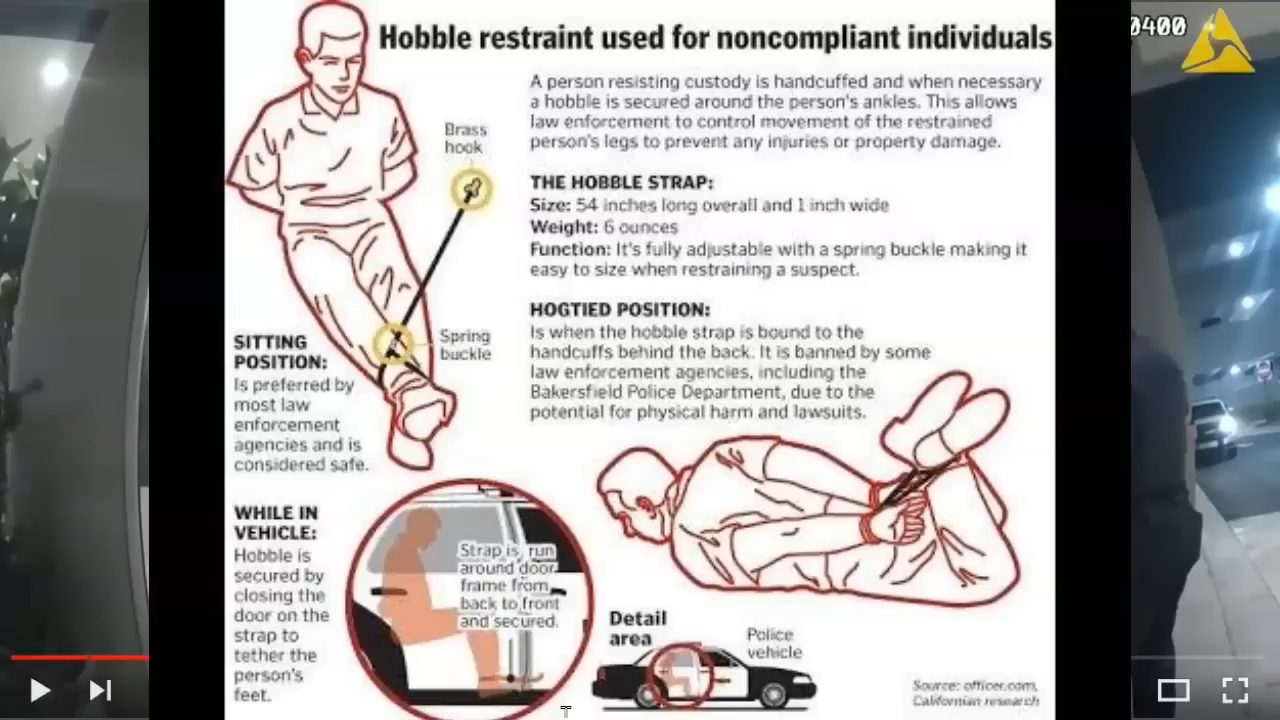 Hobble restraint used for noncompliant individuals
0400
A person resisting custody is handcuffed and when necessary
a hobble is secured around the person's ankles. This allows
law enforcement to control movement of the restrained
person's legs to prevent any injuries or property damage.
Brass
hook
THE HOBBLE STRAP:
Size: 54 inches long overall and 1 inch wide
Weight: 6 ounces
Function: It's fully adjustable with a spring buckle making it
easy to size when restraining a suspect.
HOGTIED POSITION:
Is when the hobble strap is bound to the
handcuffs behind the back. It is banned by some
law enforcement agencies, including the
Bakersfield Police Department, due to the
potential for physical harm and lawsuits.
Spring
buckle
SITTING
POSITION:
Is preferred by
most law
enforcement
agencies and is
considered safe.
WHILE IN
VEHICLE:
Hobble is
secured by
closing the
door on the
strap to
tether the
person's
feet.
Strap is run
around door
frame from
back to front
and secured.
Detail
area
Police
vehicle
Source: officer.com,
Californian research